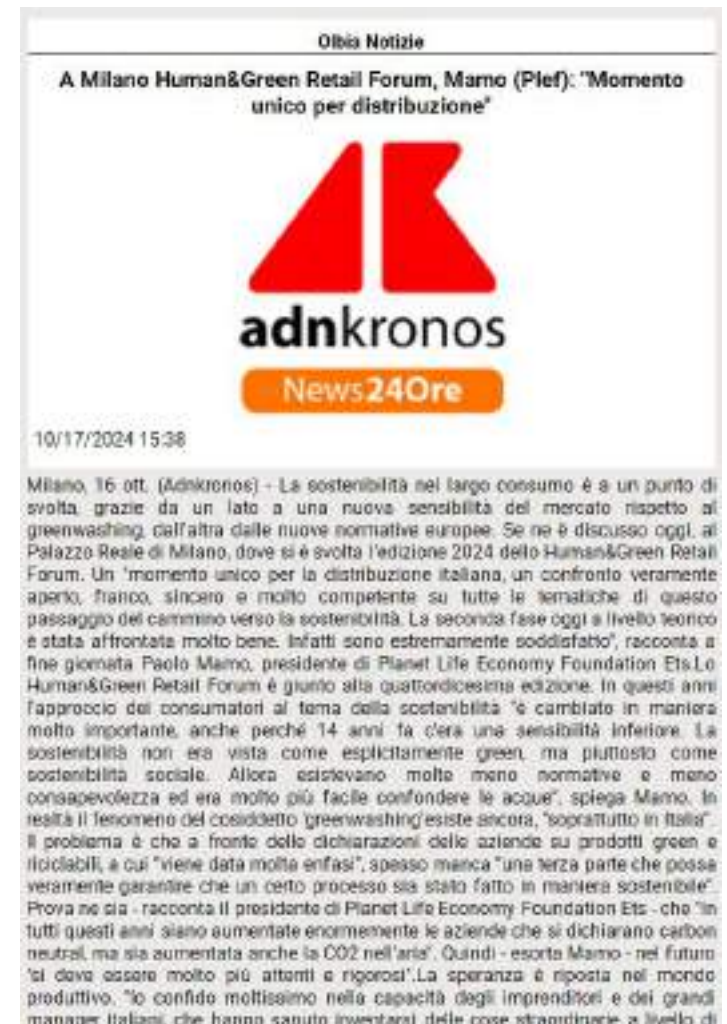 Olbia Notizie
A Milano Human&Green Retail Forum, Mamo (Plef): "Momento
unico per distribuzione"
adnkronos
News24Ore
10/17/2024 15:38
Milano, 16 ott. (Adnkronos) - La sostenibilità nel largo consumo è a un punto di
svolta, grazie da un lato a una nuova sensibilità del mercato rispetto al
greenwashing, dall'altra dalle nuove normative europee. Se ne è discusso oggi, al
Palazzo Reale di Milano, dove si è svolta l'edizione 2024 dello Human&Green Retail
Forum. Un "momento unico per la distribuzione italiana, un confronto veramente
aperto, franco, sincero e molto competente su tutte le tematiche di questo
passaggio del cammino verso la sostenibilità. La seconda fase oggi a livello teorico
è stata affrontata molto bene. Infatti sono estremamente soddisfatto", racconta a
fine giornata Paolo Mamo, presidente di Planet Life Economy Foundation Ets.Lo
Human&Green Retail Forum è giunto alla quattordicesima edizione. In questi anni
l'approccio dei consumatori al tema della sostenibilità "è cambiato in maniera
molto importante, anche perché 14 anni fa c'era una sensibilità inferiore. La
sostenibilità non era vista come esplicitamente green, ma piuttosto come
sostenibilità sociale. Allora esistevano molte meno normative e meno
consapevolezza ed era molto più facile confondere le acque", spiega Mamo. In
realtà il fenomeno del cosiddetto 'greenwashing' esiste ancora, "soprattutto in Italia".
Il problema è che a fronte delle dichiarazioni delle aziende su prodotti green e
riciclabili, a cui "viene data molta enfasi", spesso manca "una terza parte che possa
veramente garantire che un certo processo sia stato fatto in maniera sostenibile".
Prova ne sia - racconta il presidente di Planet Life Economy Foundation Ets - che "in
tutti questi anni siano aumentate enormemente le aziende che si dichiarano carbon
neutral, ma sia aumentata anche la CO2 nell'aria". Quindi - esorta Mamo - nel futuro
"si deve essere molto più attenti e rigorosi".La speranza è riposta nel mondo
produttivo. "Io confido moltissimo nella capacità degli imprenditori e dei grandi
manager italiani, che hanno saputo inventarsi delle cose straordinarie a livello di